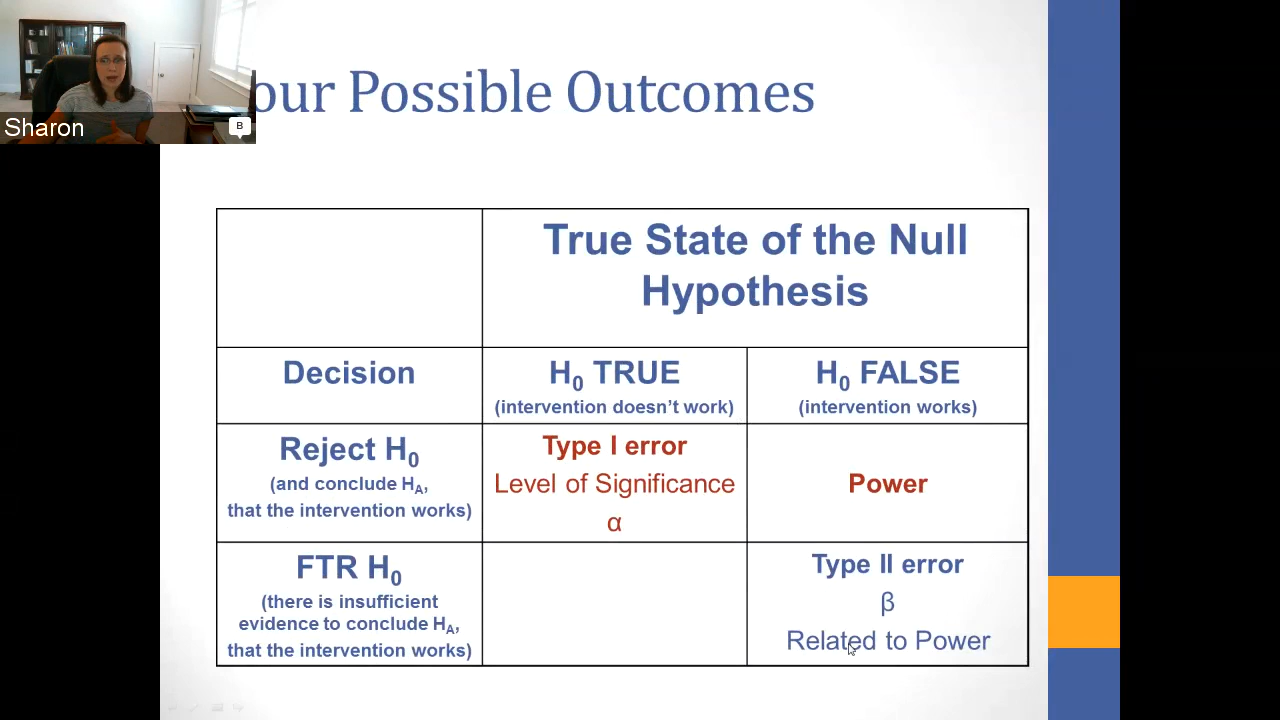 Sharon
B
our Possible Outcomes
True State of the Null
Hypothesis
Decision
H0 TRUE
(intervention doesn't work)
H0 FALSE
(intervention works)
Reject H0
(and conclude HA,
that the intervention works)
Type I error
Level of Significance
α
Power
FTR H0
(there is insufficient
evidence to conclude HA,
that the intervention works)
Type II error
β
Related to Power